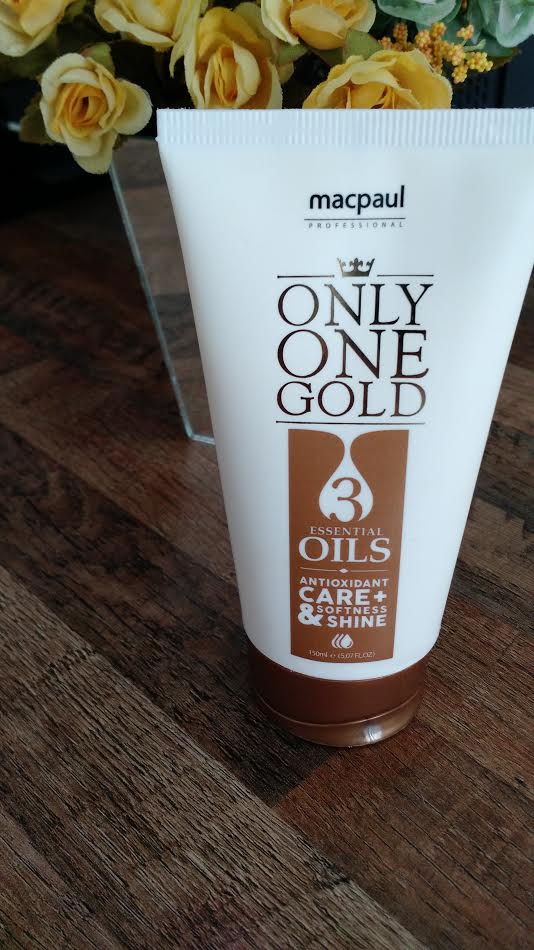 macpaul
PROFESSIONAL
ONLY
ONE
GOLD
3
ESSENTIAL
OILS
ANTIOXIDANT
CARE+
& SOFTNESS
SHINE
150ml e (5,07 FL.OZ)